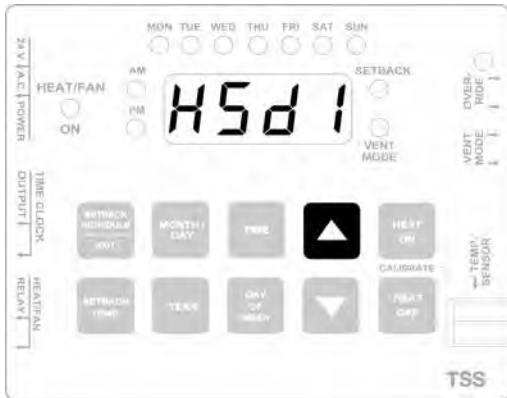 MON TUE WED THU FRI SAT SUN
AM
SETBACK
HEAT/FAN
ON
PM
HSd1
VENT
MODE
24 V. A.C. POWER
OVER-
RIDE
VENT
MODE
TIME CLOCK
OUTPUT
SETBACK
SCHEDULE
MONTH /
DAY
TIME
HEAT
ON
CALIBRATE
TEMP.
SENSOR
HEAT/FAN
RELAY
SETBACK
TEMP
YEAR
DAY
OF
WEEK
HEAT
OFF
TSS